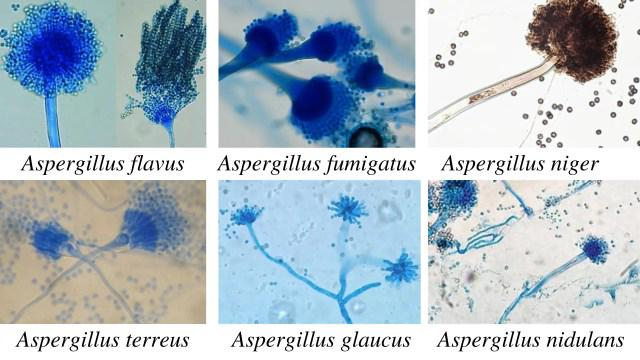 Aspergillus flavus
Aspergillus fumigatus
Aspergillus niger
Aspergillus terreus
Aspergillus glaucus
Aspergillus nidulans